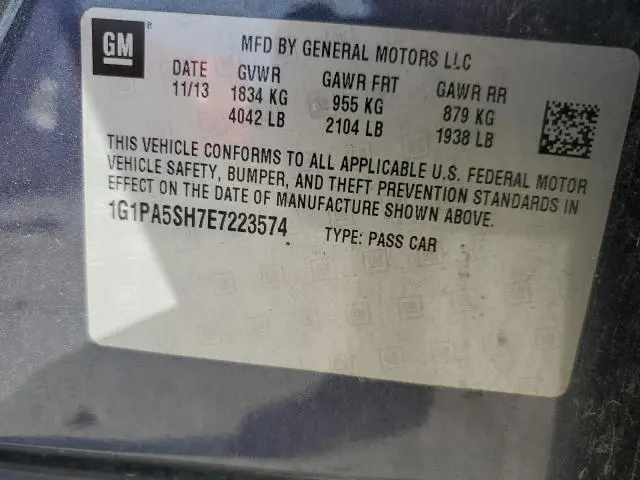 GM ®
MFD BY GENERAL MOTORS LLC
DATE GVWR GAWR FRT GAWR RR
11/13 1834 KG 955 KG 879 KG
4042 LB 2104 LB 1938 LB
THIS VEHICLE CONFORMS TO ALL APPLICABLE U.S. FEDERAL MOTOR
VEHICLE SAFETY, BUMPER, AND THEFT PREVENTION STANDARDS IN
EFFECT ON THE DATE OF MANUFACTURE SHOWN ABOVE.
1G1PA5SH7E7223574 TYPE: PASS CAR